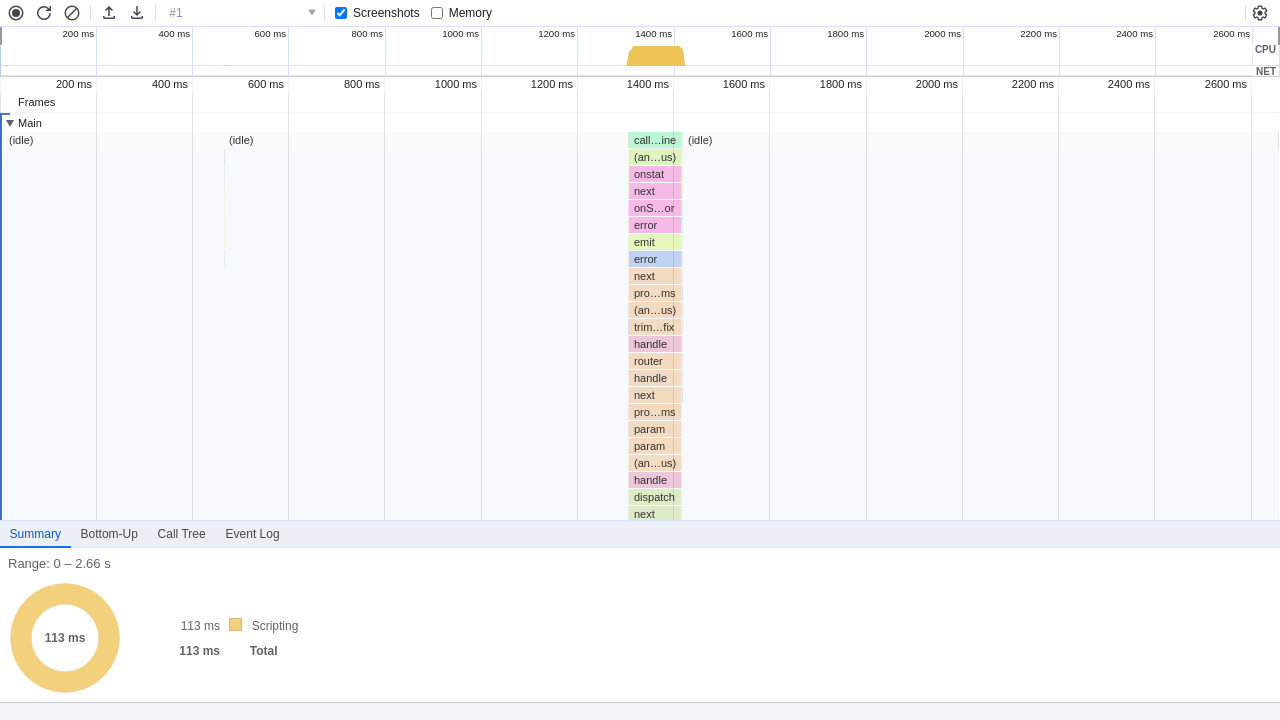 #1 Screenshots Memory
200 ms 400 ms 600 ms 800 ms 1000 ms 1200 ms 1400 ms 1600 ms 1800 ms 2000 ms 2200 ms 2400 ms 2600 ms
CPU
NET
200 ms 400 ms 600 ms 800 ms 1000 ms 1200 ms 1400 ms 1600 ms 1800 ms 2000 ms 2200 ms 2400 ms 2600 ms
Frames
Main
(idle) (idle) call…ine (idle)
(an…us)
onstat
next
onS…or
error
emit
error
next
pro…ms
(an…us)
trim…fix
handle
router
handle
next
pro…ms
param
param
(an…us)
handle
dispatch
next
Summary Bottom-Up Call Tree Event Log
Range: 0 – 2.66 s
113 ms
113 ms Scripting
113 ms Total